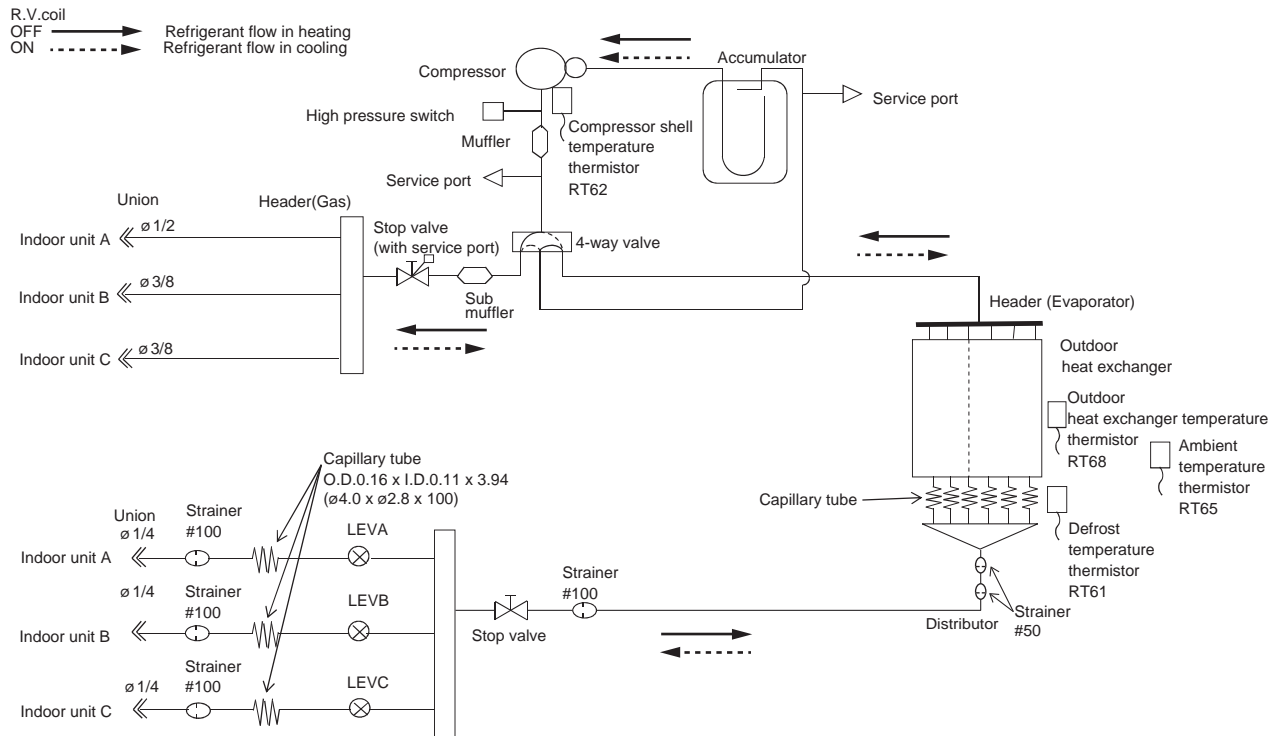 R.V.coil
OFF Refrigerant flow in heating
ON Refrigerant flow in cooling
Compressor
Accumulator
Service port
High pressure switch
Muffler
Compressor shell
temperature
thermistor
RT62
Service port
Union
Header(Gas)
Stop valve
(with service port)
4-way valve
ø 1/2
Indoor unit A
ø 3/8
Indoor unit B
ø 3/8
Indoor unit C
Sub
muffler
Header (Evaporator)
Outdoor
heat exchanger
Outdoor
heat exchanger temperature
thermistor
RT68
Ambient
temperature
thermistor
RT65
Capillary tube
Defrost
temperature
thermistor
RT61
Capillary tube
O.D.0.16 x I.D.0.11 x 3.94
(ø4.0 x ø2.8 x 100)
Union
ø 1/4
Strainer
#100
LEVA
Indoor unit A
ø 1/4
Strainer
#100
LEVB
Indoor unit B
ø 1/4
Strainer
#100
LEVC
Indoor unit C
Stop valve
Strainer
#100
Distributor
Strainer
#50